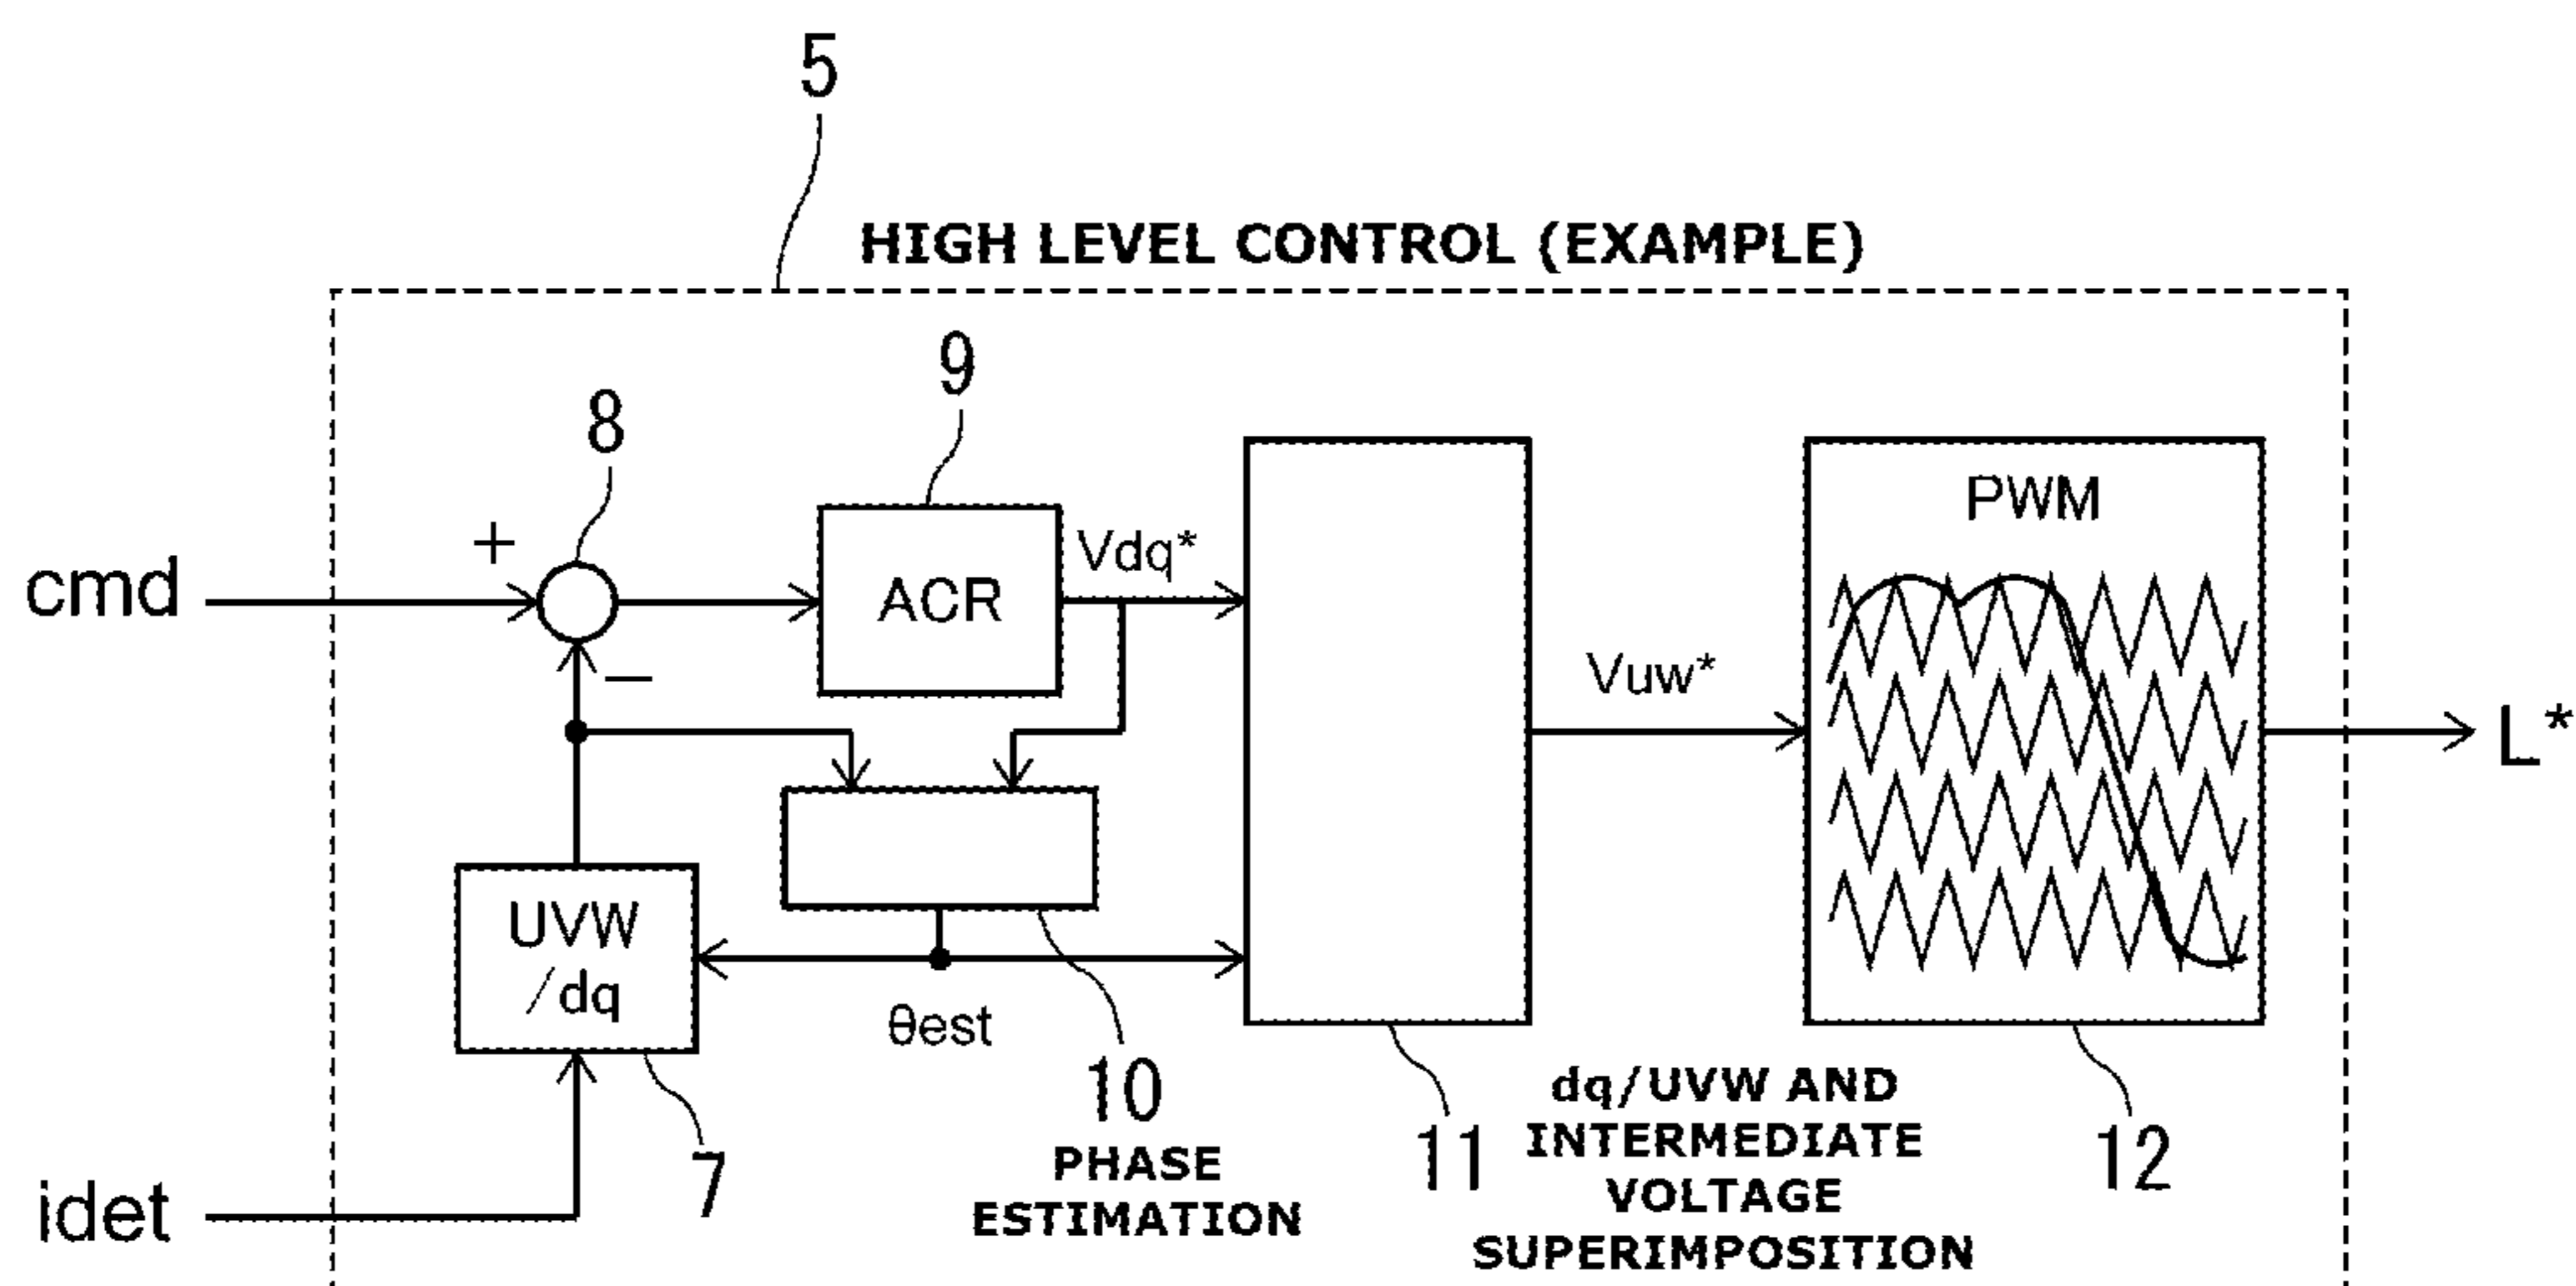 5
HIGH LEVEL CONTROL (EXAMPLE)
9
8
PWM
+
Vdq*
cmd
ACR
Vuw*
—
L*
UVW
/dq
θest
10
PHASE
ESTIMATION
7
11
dq/UVW AND
INTERMEDIATE
VOLTAGE
SUPERIMPOSITION
12
idet